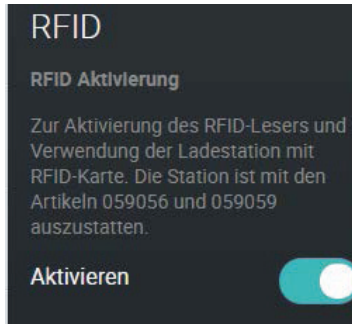 RFID
RFID Aktivierung
Zur Aktivierung des RFID-Lesers und
Verwendung der Ladestation mit
RFID-Karte. Die Station ist mit den
Artikeln 059056 und 059059
auszustatten.
Aktivieren